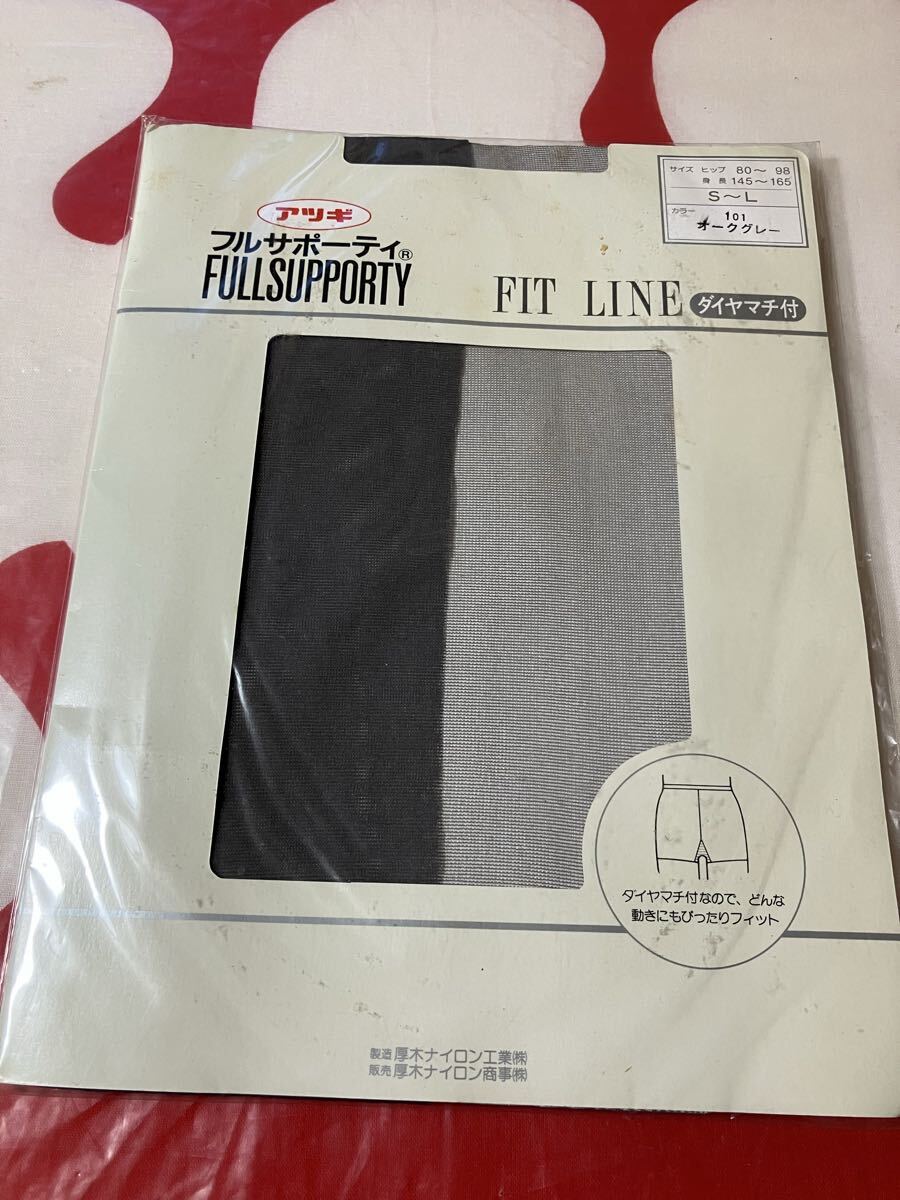 サイズ ヒップ 80～98
身長 145～165
S～L
カラー 101
オークグレー
アツギ
フルサポーティ®
FULLSUPPORTY
FIT LINE ダイヤマチ付
ダイヤマチ付なので、どんな
動きにもぴったりフィット
製造 厚木ナイロン工業㈱
販売 厚木ナイロン商事㈱